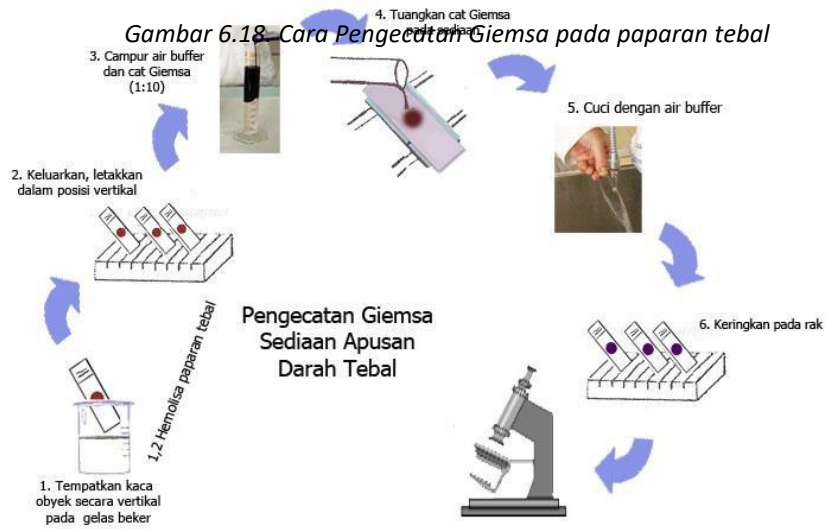 Gambar 6.18. Cara Pengecatan Giemsa pada paparan tebal
1. Tempatkan kaca
obyek secara vertikal
pada gelas beker
1,2 Hemolisa paparan tebal
2. Keluarkan, letakkan
dalam posisi vertikal
3. Campur air buffer
dan cat Giemsa
(1:10)
4. Tuangkan cat Giemsa
pada sediaan
5. Cuci dengan air buffer
6. Keringkan pada rak
Pengecatan Giemsa
Sediaan Apusan
Darah Tebal